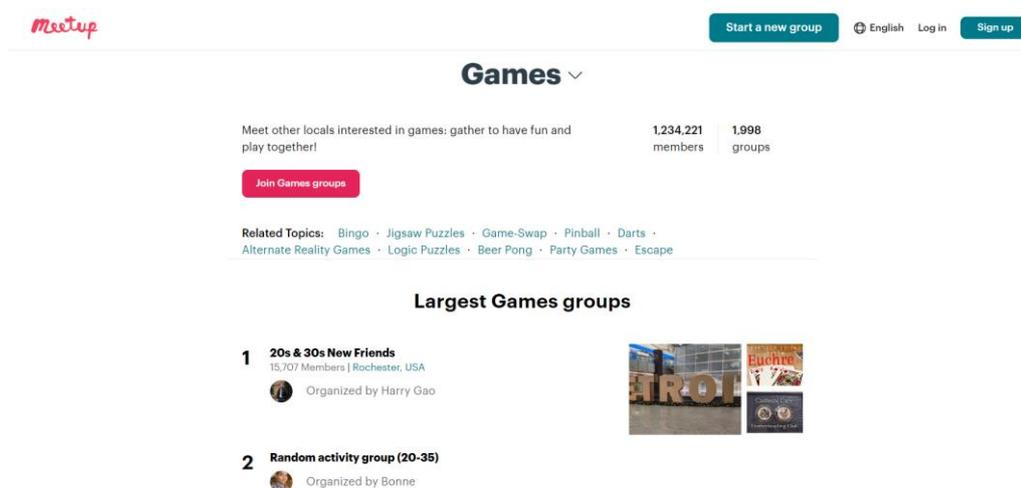 meetup
Start a new group
English
Log in
Sign up
Games
Meet other locals interested in games: gather to have fun and
play together!
1,234,221
members
1,998
groups
Join Games groups
Related Topics: Bingo · Jigsaw Puzzles · Game-Swap · Pinball · Darts ·
Alternate Reality Games · Logic Puzzles · Beer Pong · Party Games · Escape
Largest Games groups
1
20s & 30s New Friends
15,707 Members | Rochester, USA
Organized by Harry Gao
ETROI
Euchre
2
Random activity group (20-35)
Organized by Bonne